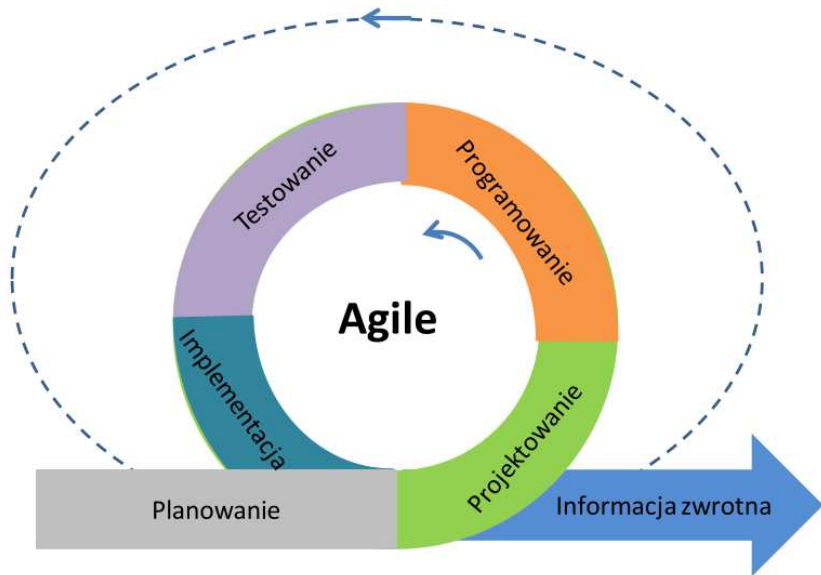 Testowanie
Programowanie
Agile
Implementacja
Projektowanie
Planowanie
Informacja zwrotna